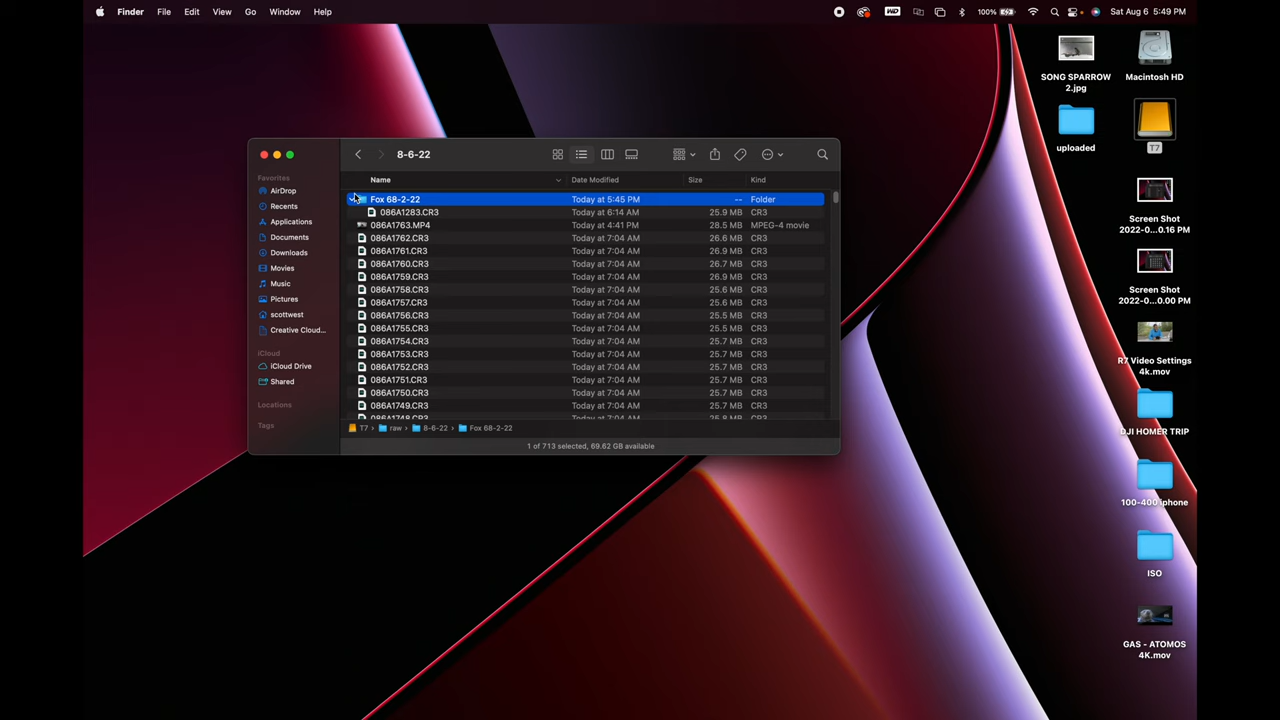 Finder File Edit View Go Window Help
WD 100% Sat Aug 6 5:49 PM
8-6-22
Favorites
AirDrop
Recents
Applications
Documents
Downloads
Movies
Music
Pictures
scottwest
Creative Cloud...
iCloud
iCloud Drive
Shared
Locations
Tags
Name Date Modified Size Kind
Fox 68-2-22 Today at 5:45 PM -- Folder
086A1283.CR3 Today at 6:14 AM 25.9 MB CR3
086A1763.MP4 Today at 4:41 PM 28.5 MB MPEG-4 movie
086A1762.CR3 Today at 7:04 AM 26.6 MB CR3
086A1761.CR3 Today at 7:04 AM 26.9 MB CR3
086A1760.CR3 Today at 7:04 AM 26.7 MB CR3
086A1759.CR3 Today at 7:04 AM 26.9 MB CR3
086A1758.CR3 Today at 7:04 AM 25.6 MB CR3
086A1757.CR3 Today at 7:04 AM 25.6 MB CR3
086A1756.CR3 Today at 7:04 AM 25.5 MB CR3
086A1755.CR3 Today at 7:04 AM 25.5 MB CR3
086A1754.CR3 Today at 7:04 AM 25.7 MB CR3
086A1753.CR3 Today at 7:04 AM 25.7 MB CR3
086A1752.CR3 Today at 7:04 AM 25.7 MB CR3
086A1751.CR3 Today at 7:04 AM 25.7 MB CR3
086A1750.CR3 Today at 7:04 AM 25.7 MB CR3
086A1749.CR3 Today at 7:04 AM 25.7 MB CR3
086A1748.CR3 Today at 7:04 AM 25.8 MB CR3
T7 › raw › 8-6-22 › Fox 68-2-22
1 of 713 selected, 69.62 GB available
SONG SPARROW
2.jpg
uploaded
Macintosh HD
T7
Screen Shot
2022-0...0.16 PM
Screen Shot
2022-0...0.00 PM
R7 Video Settings
4k.mov
DJI HOMER TRIP
100-400 iphone
ISO
GAS - ATOMOS
4K.mov